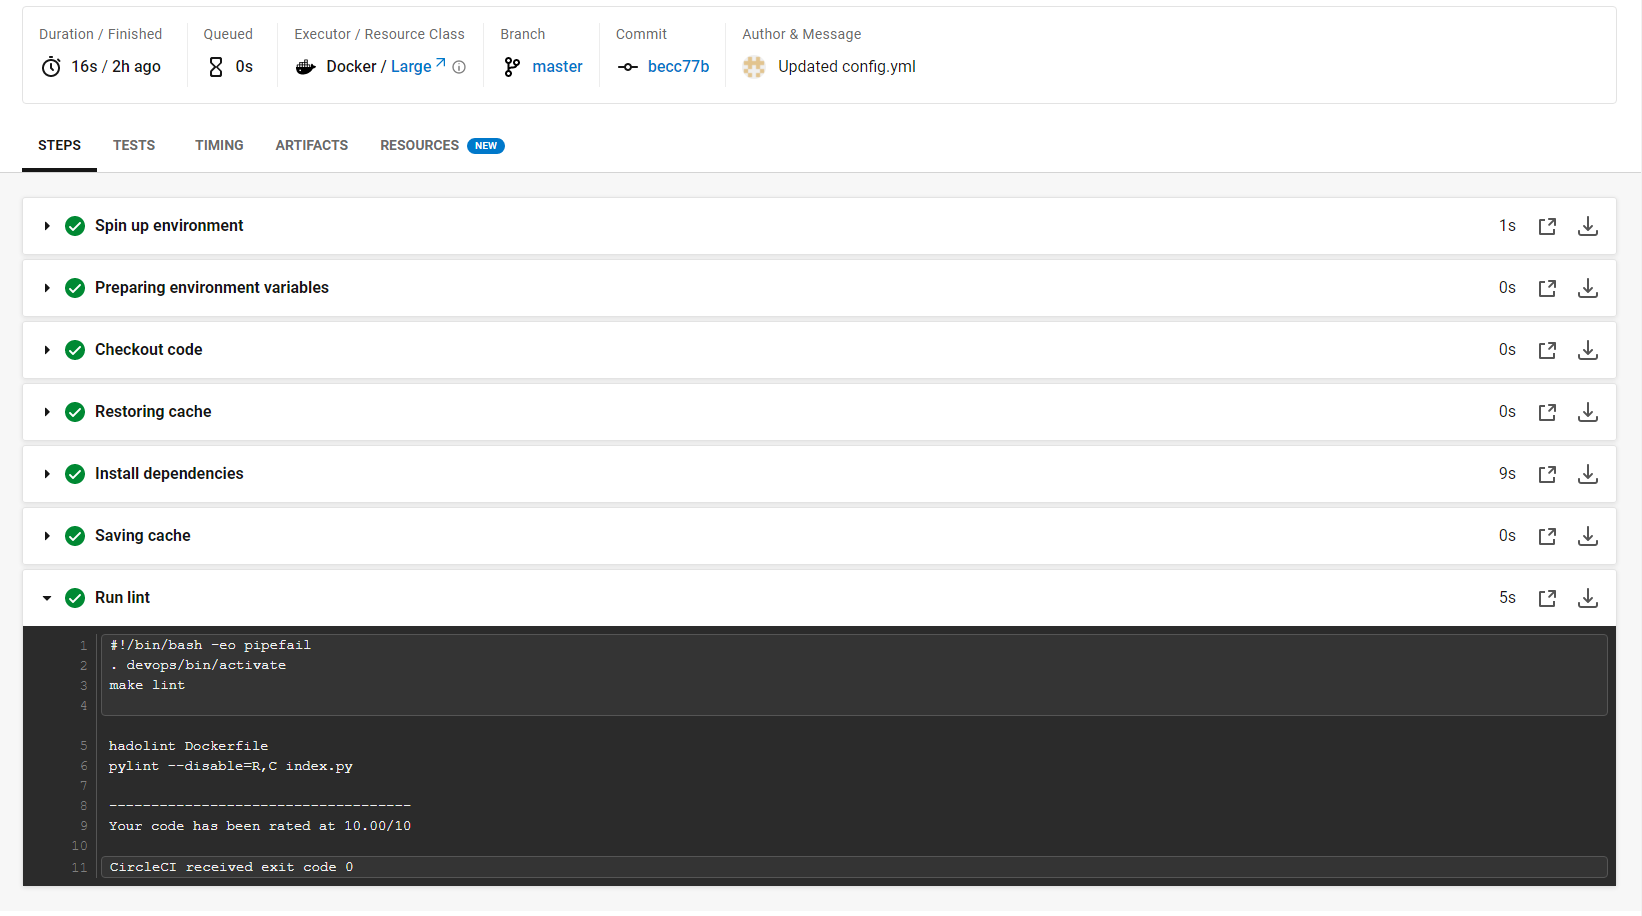 Duration / Finished Queued Executor / Resource Class Branch Commit Author & Message
16s / 2h ago 0s Docker / Large master becc77b Updated config.yml
STEPS TESTS TIMING ARTIFACTS RESOURCES NEW
Spin up environment 1s
Preparing environment variables 0s
Checkout code 0s
Restoring cache 0s
Install dependencies 9s
Saving cache 0s
Run lint 5s
1 #!/bin/bash -eo pipefail
2 . devops/bin/activate
3 make lint
4
5 hadolint Dockerfile
6 pylint --disable=R,C index.py
7
8 ------------------------------------
9 Your code has been rated at 10.00/10
10
11 CircleCI received exit code 0